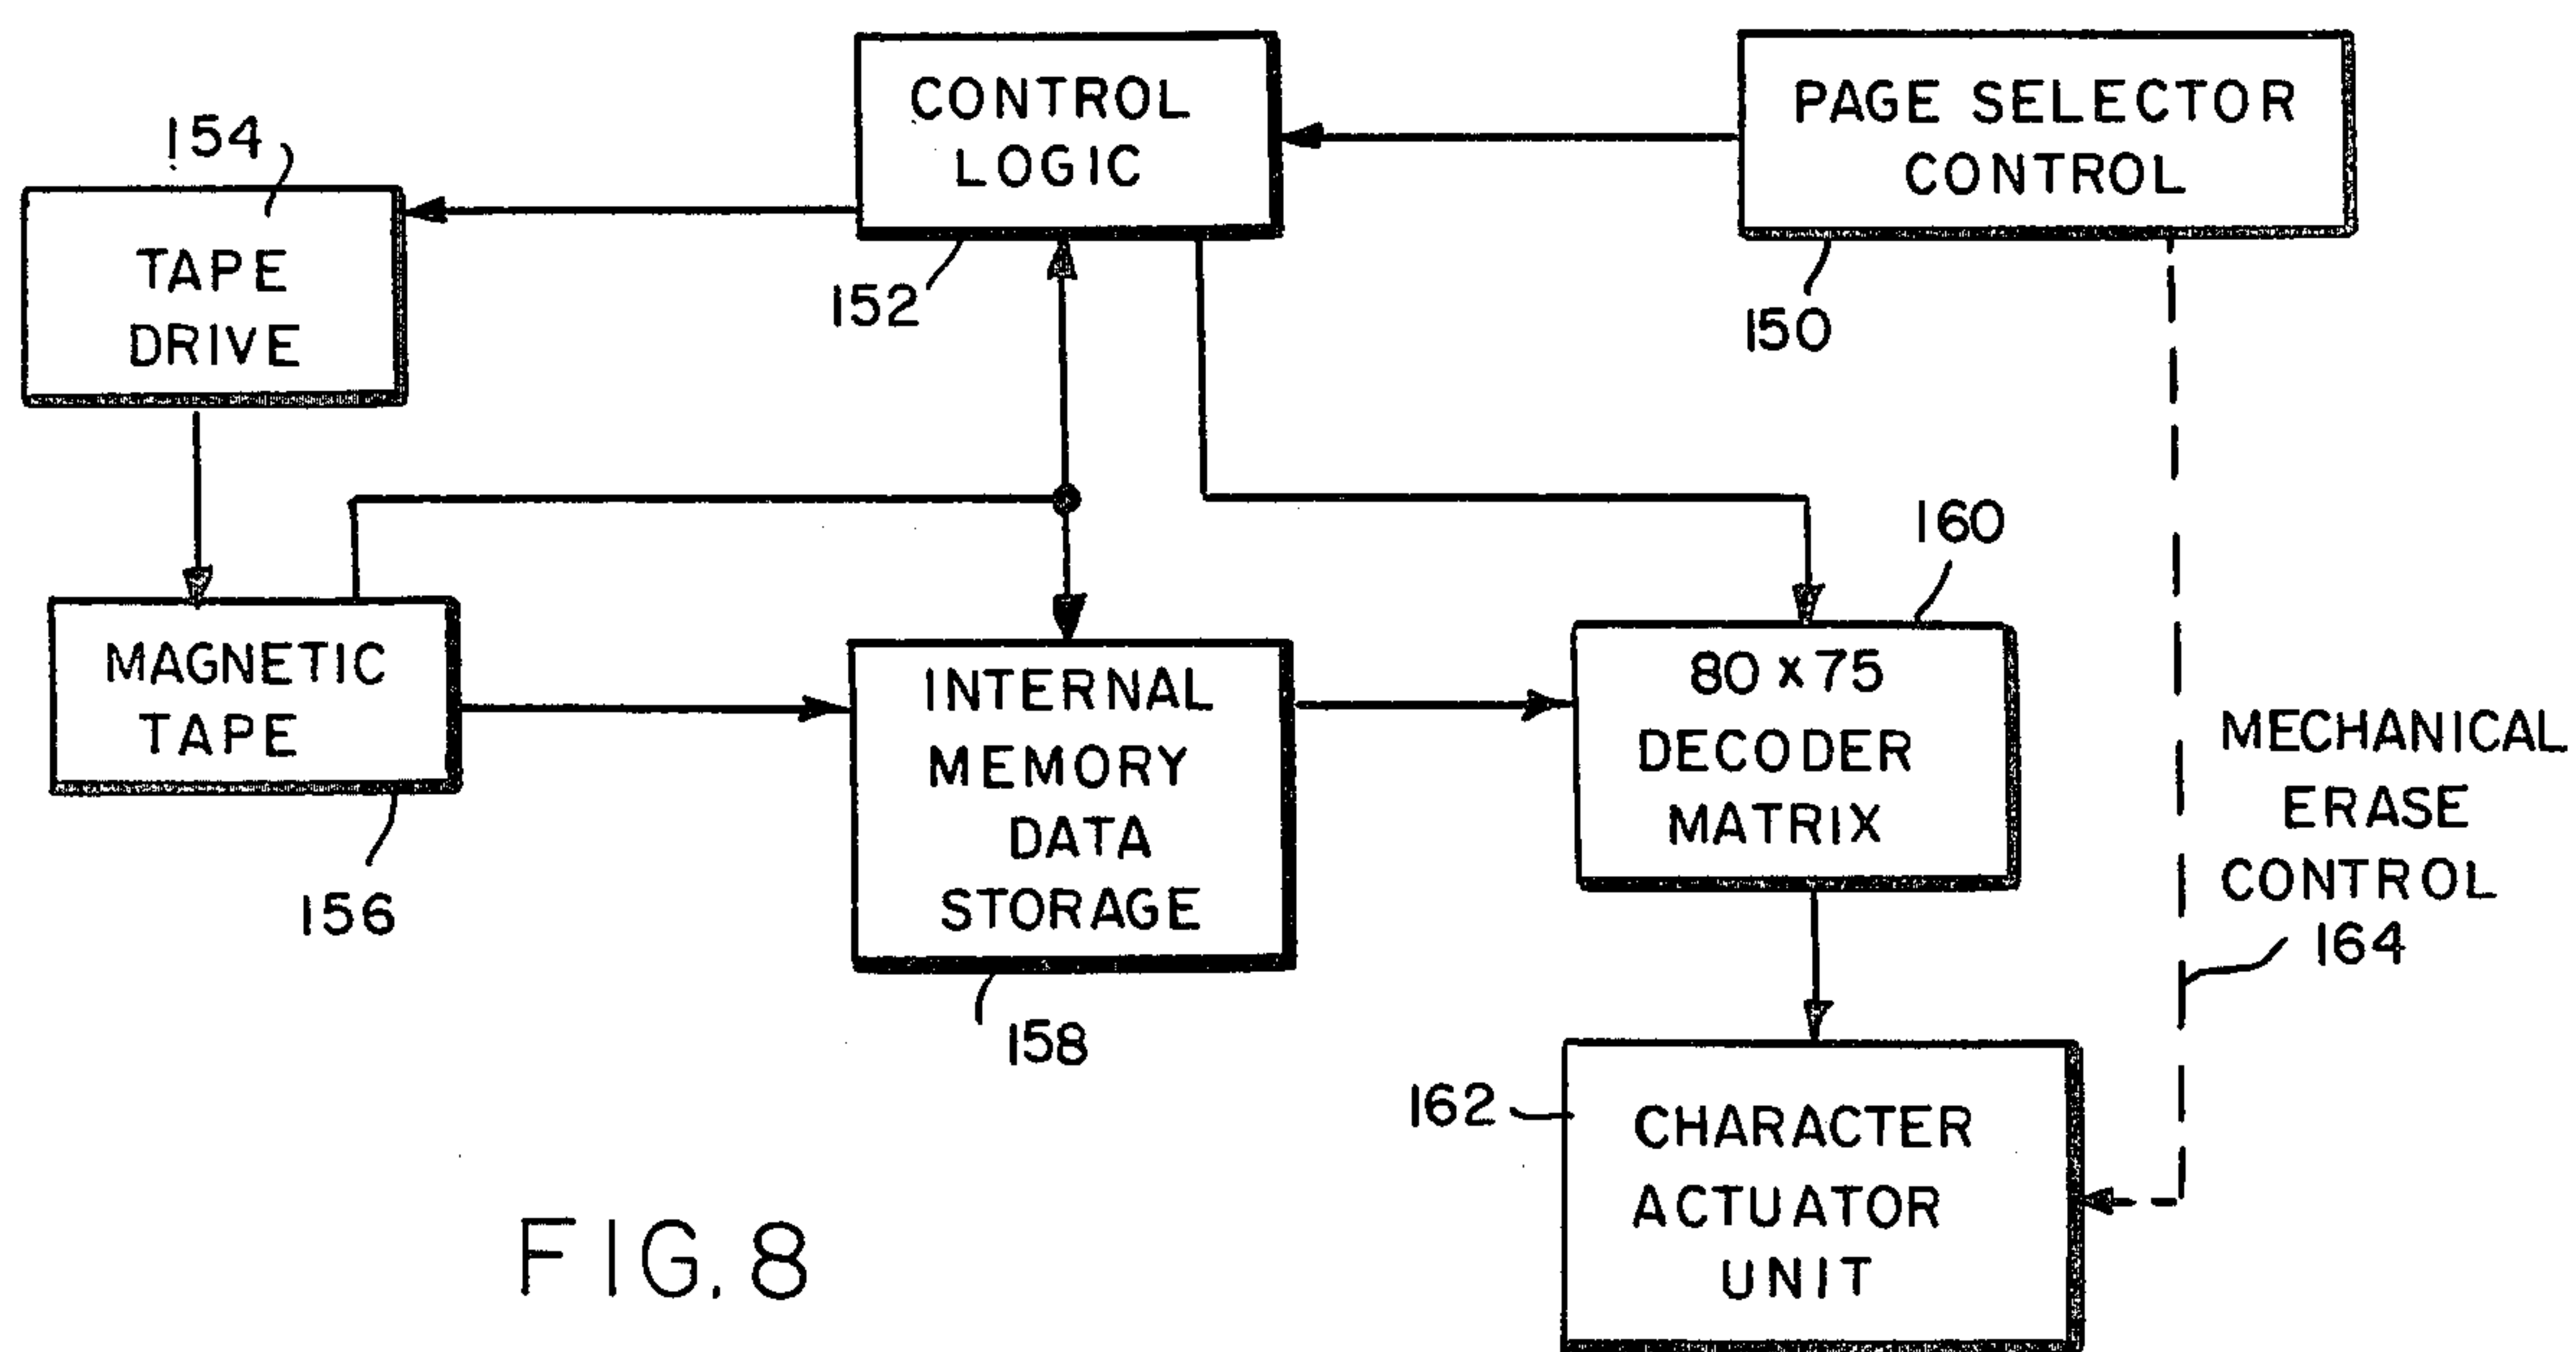 CONTROL
LOGIC
152
PAGE SELECTOR
CONTROL
150
154
TAPE
DRIVE
MAGNETIC
TAPE
156
INTERNAL
MEMORY
DATA
STORAGE
158
160
80 x 75
DECODER
MATRIX
MECHANICAL
ERASE
CONTROL
164
162
CHARACTER
ACTUATOR
UNIT
FIG. 8